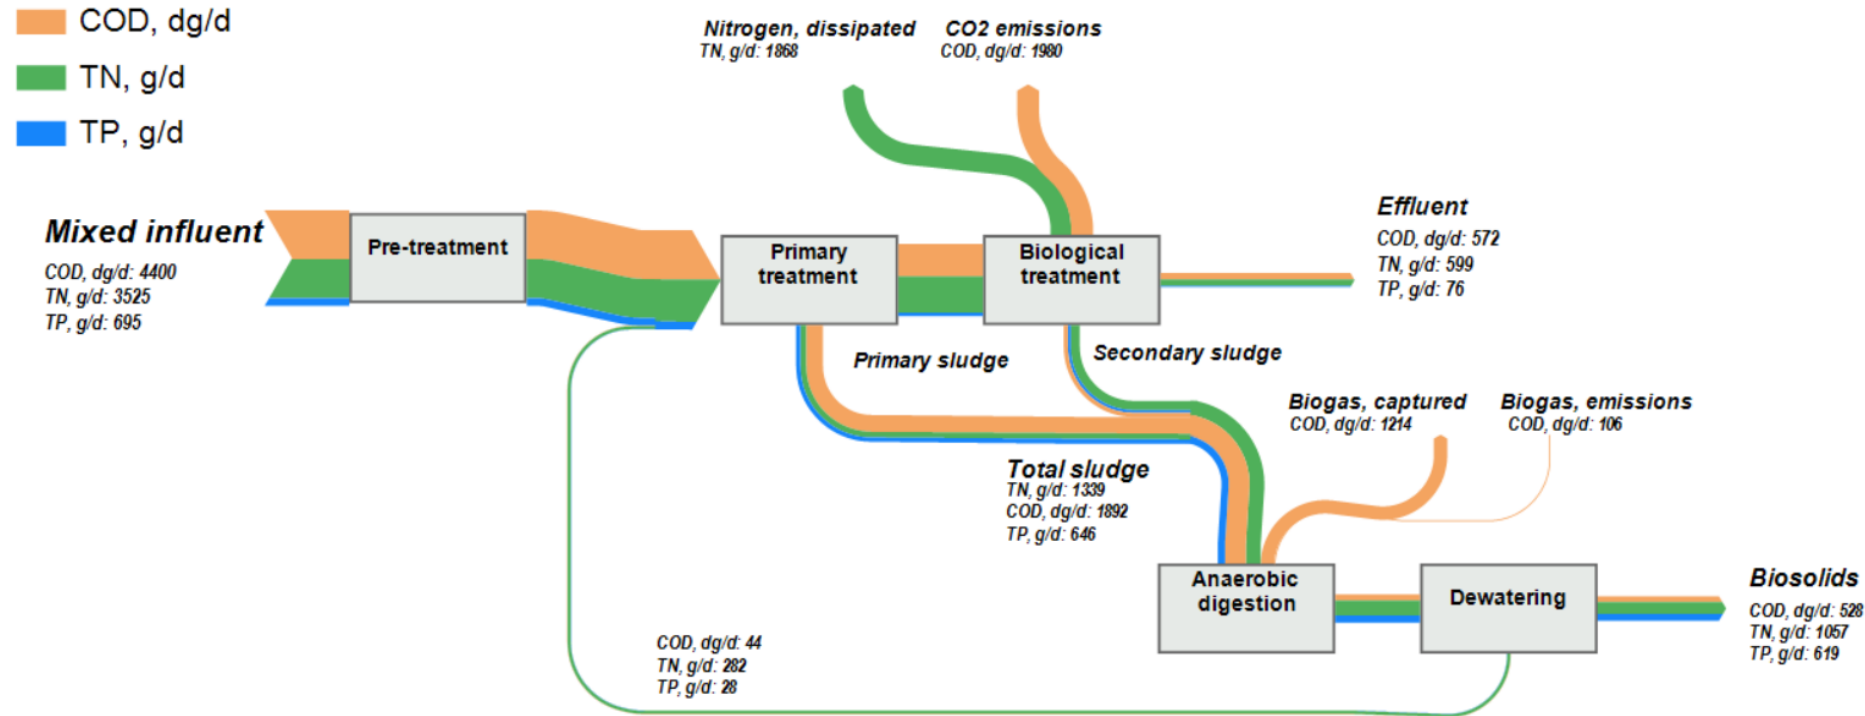 COD, dg/d
TN, g/d
TP, g/d
Nitrogen, dissipated
TN, g/d: 1868
CO2 emissions
COD, dg/d: 1980
Mixed influent
COD, dg/d: 4400
TN, g/d: 3525
TP, g/d: 695
Pre-treatment
Primary
treatment
Biological
treatment
Effluent
COD, dg/d: 572
TN, g/d: 599
TP, g/d: 76
Primary sludge
Secondary sludge
Biogas, captured
COD, dg/d: 1214
Biogas, emissions
COD, dg/d: 106
Total sludge
TN, g/d: 1339
COD, dg/d: 1892
TP, g/d: 646
Anaerobic
digestion
Dewatering
Biosolids
COD, dg/d: 528
TN, g/d: 1057
TP, g/d: 619
COD, dg/d: 44
TN, g/d: 282
TP, g/d: 28